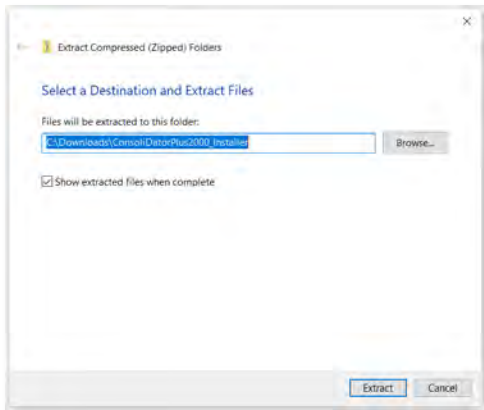 Extract Compressed (Zipped) Folders
Select a Destination and Extract Files
Files will be extracted to this folder:
C:\Downloads\ConsoliDatorPlus2000_Installer
Browse...
Show extracted files when complete
Extract
Cancel